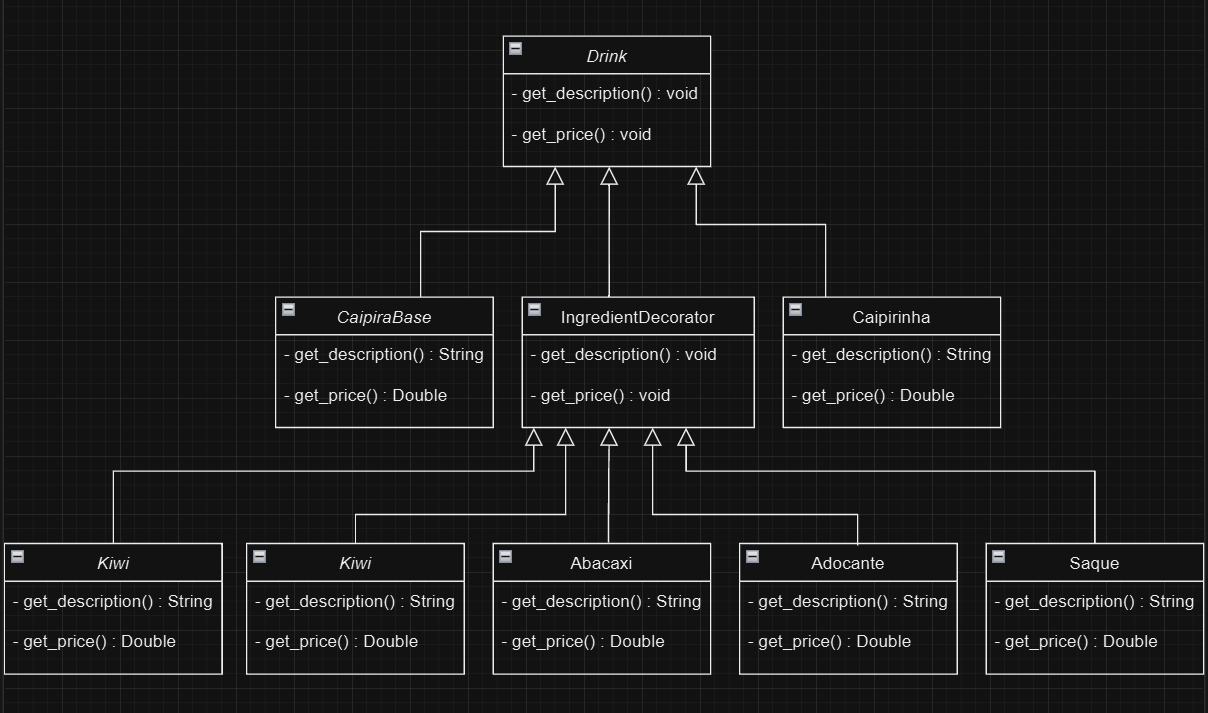 Drink
- get_description() : void
- get_price() : void
CaipiraBase
- get_description() : String
- get_price() : Double
IngredientDecorator
- get_description() : void
- get_price() : void
Caipirinha
- get_description() : String
- get_price() : Double
Kiwi
- get_description() : String
- get_price() : Double
Kiwi
- get_description() : String
- get_price() : Double
Abacaxi
- get_description() : String
- get_price() : Double
Adocante
- get_description() : String
- get_price() : Double
Saque
- get_description() : String
- get_price() : Double